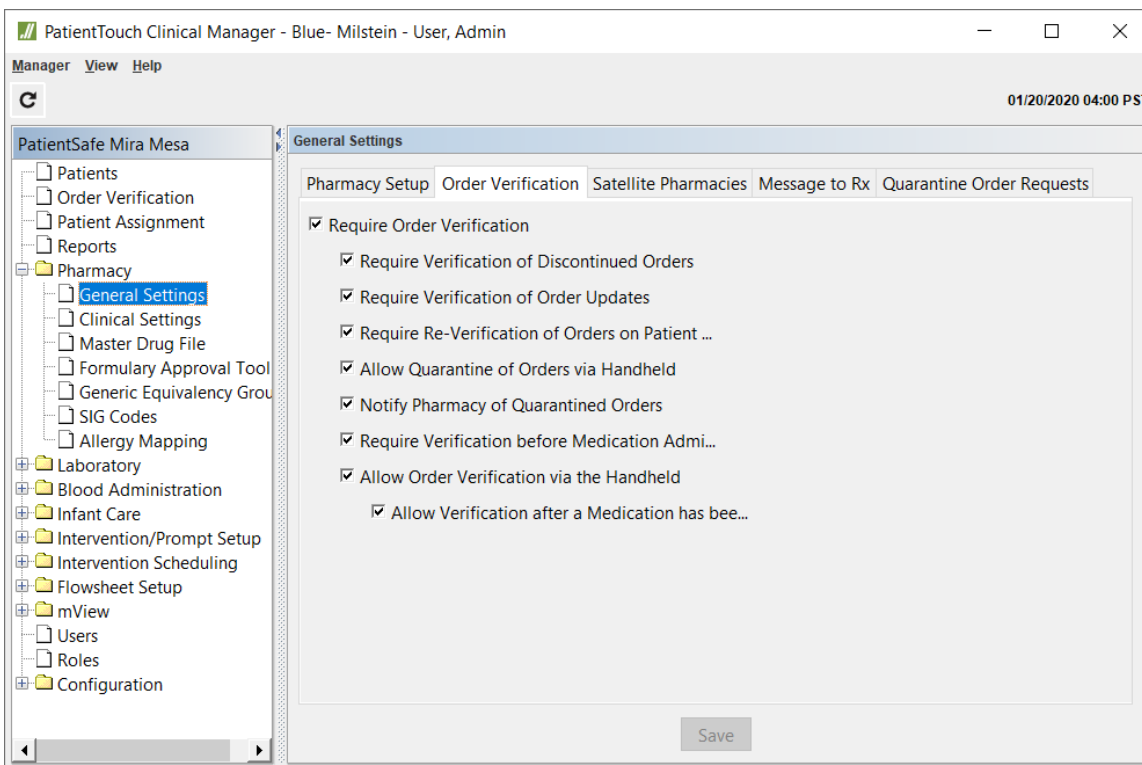 PatientTouch Clinical Manager - Blue- Milstein - User, Admin
Manager View Help
01/20/2020 04:00 PS
PatientSafe Mira Mesa
Patients
Order Verification
Patient Assignment
Reports
Pharmacy
General Settings
Clinical Settings
Master Drug File
Formulary Approval Tool
Generic Equivalency Grou
SIG Codes
Allergy Mapping
Laboratory
Blood Administration
Infant Care
Intervention/Prompt Setup
Intervention Scheduling
Flowsheet Setup
mView
Users
Roles
Configuration
General Settings
Pharmacy Setup Order Verification Satellite Pharmacies Message to Rx Quarantine Order Requests
Require Order Verification
Require Verification of Discontinued Orders
Require Verification of Order Updates
Require Re-Verification of Orders on Patient ...
Allow Quarantine of Orders via Handheld
Notify Pharmacy of Quarantined Orders
Require Verification before Medication Admi...
Allow Order Verification via the Handheld
Allow Verification after a Medication has bee...
Save